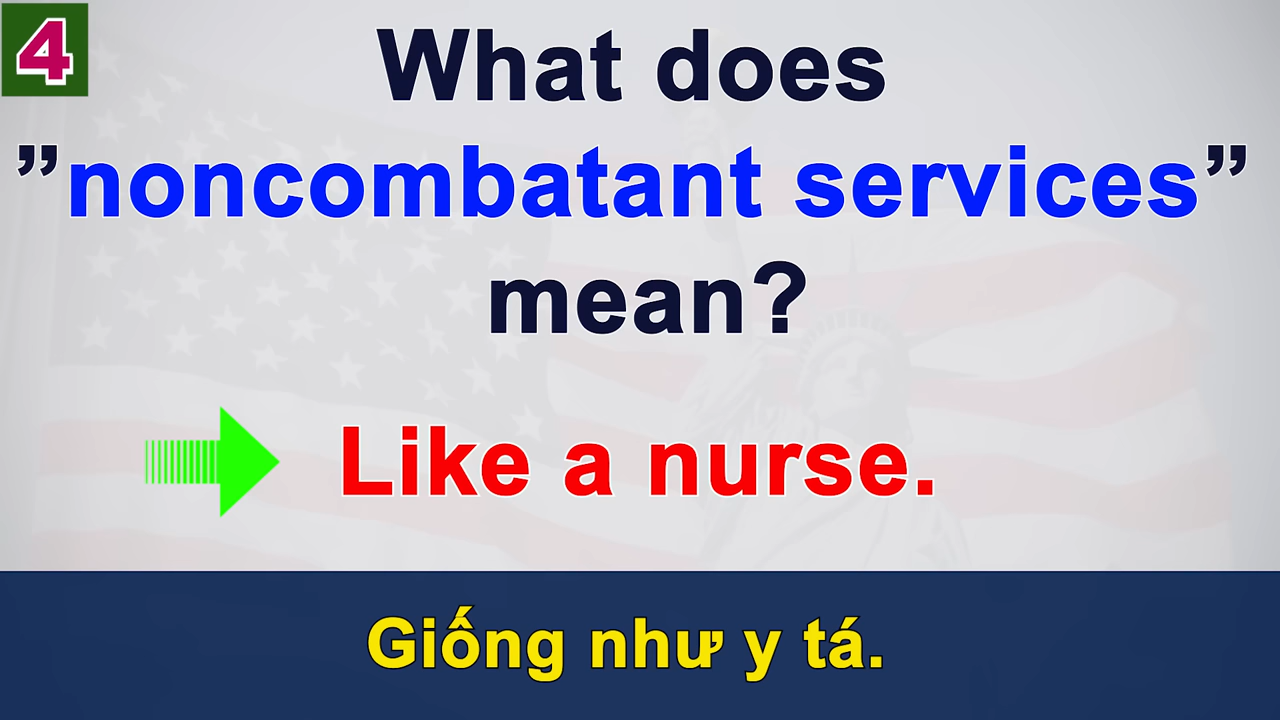 4
What does
”noncombatant services”
mean?
Like a nurse.
Giống như y tá.